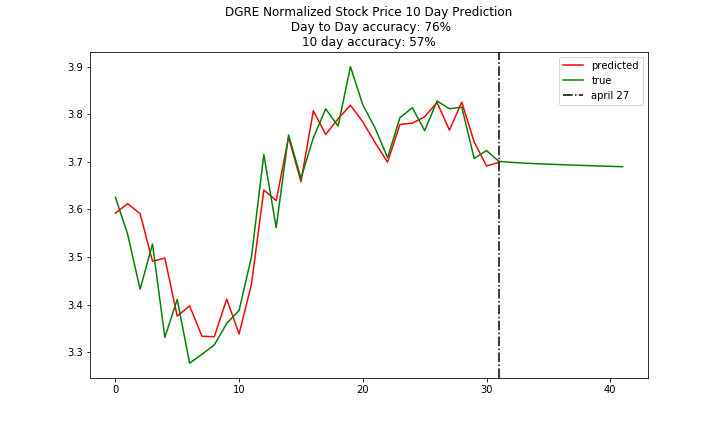 DGRE Normalized Stock Price 10 Day Prediction
Day to Day accuracy: 76%
10 day accuracy: 57%
predicted
true
april 27
3.9
3.8
3.7
3.6
3.5
3.4
3.3
0 10 20 30 40